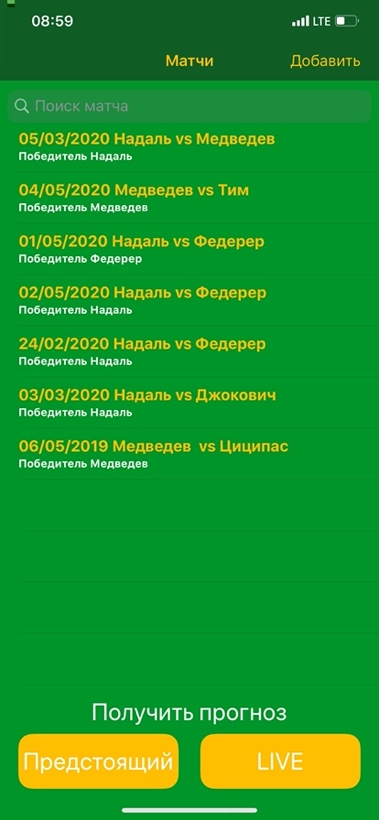 08:59 LTE
Матчи Добавить
Поиск матча
05/03/2020 Надаль vs Медведев
Победитель Надаль
04/05/2020 Медведев vs Тим
Победитель Медведев
01/05/2020 Надаль vs Федерер
Победитель Федерер
02/05/2020 Надаль vs Федерер
Победитель Надаль
24/02/2020 Надаль vs Федерер
Победитель Надаль
03/03/2020 Надаль vs Джокович
Победитель Надаль
06/05/2019 Медведев  vs Циципас
Победитель Медведев
Получить прогноз
Предстоящий LIVE